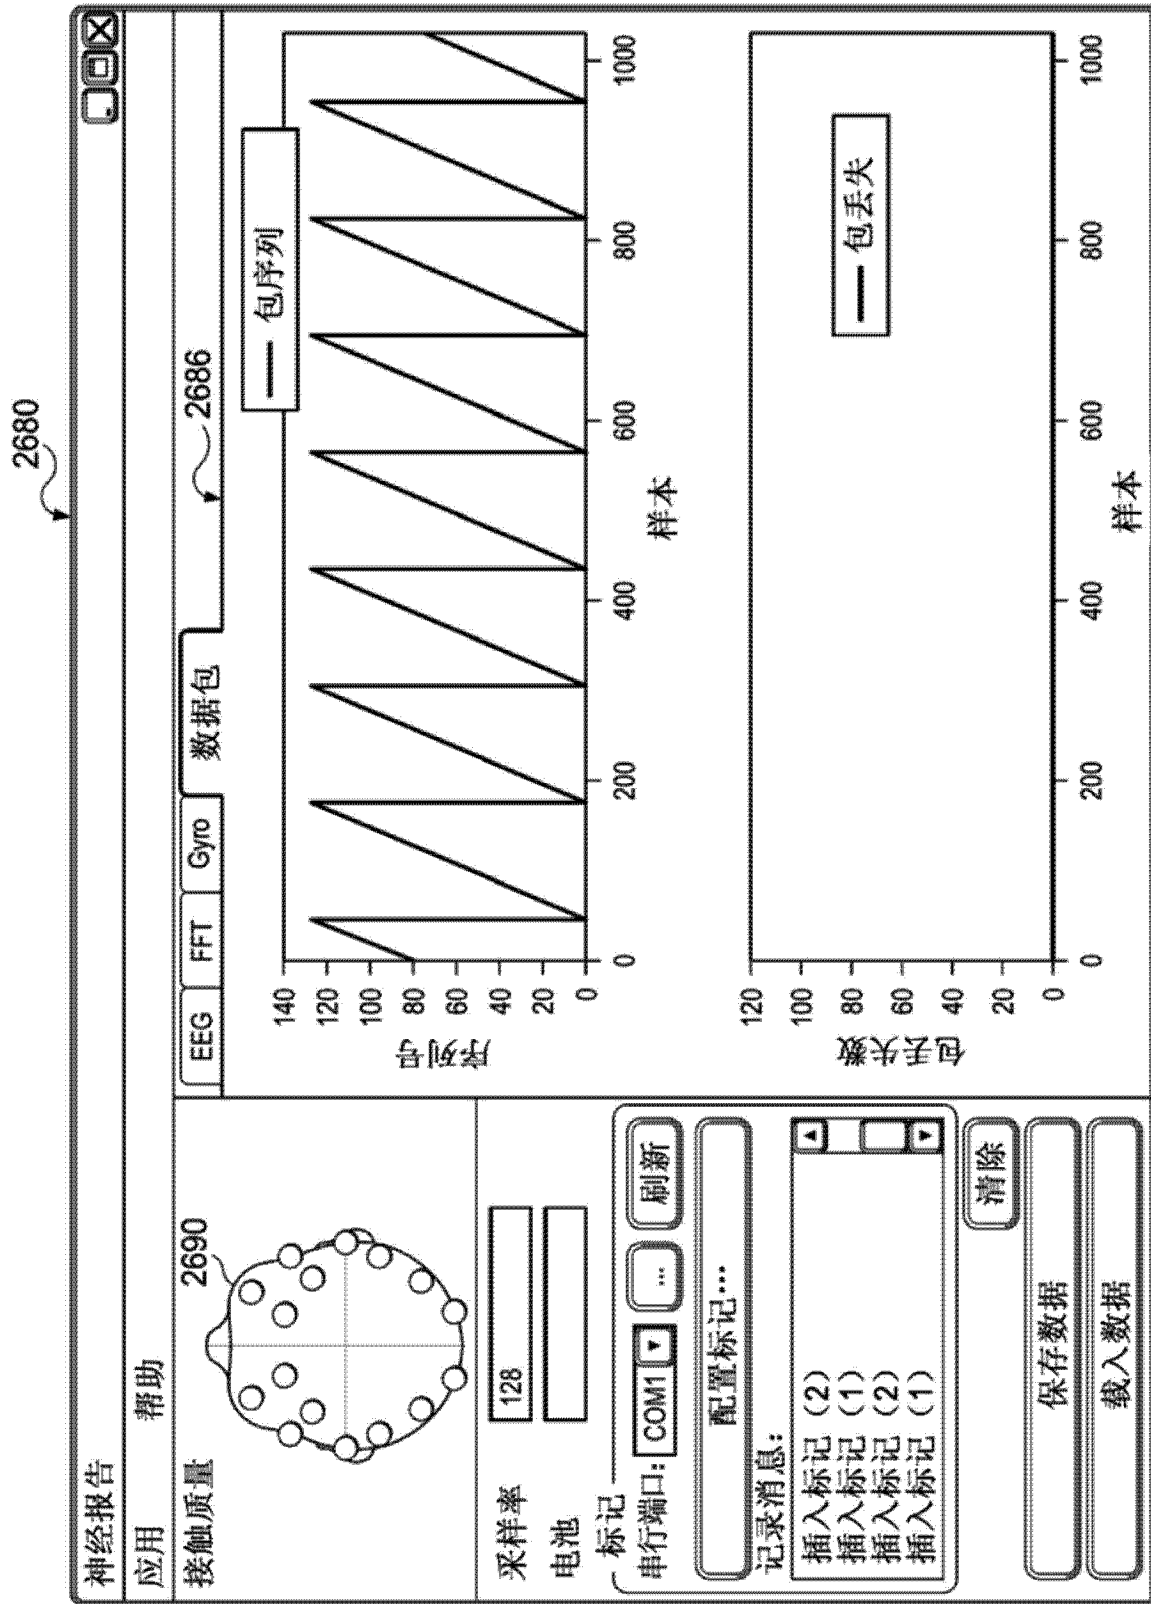 2680
神经报告
应用 帮助
接触质量
2690
采样率 128
电池
标记
串行端口: COM1 ... 刷新
配置标记...
记录消息:
插入标记 (2)
插入标记 (1)
插入标记 (2)
插入标记 (1)
清除
保存数据
载入数据
EEG FFT Gyro 数据包
2686
包序列
序列号
140
120
100
80
60
40
20
0
0 200 400 600 800 1000
样本
包丢失
包丢失数
120
100
80
60
40
20
0
0 200 400 600 800 1000
样本